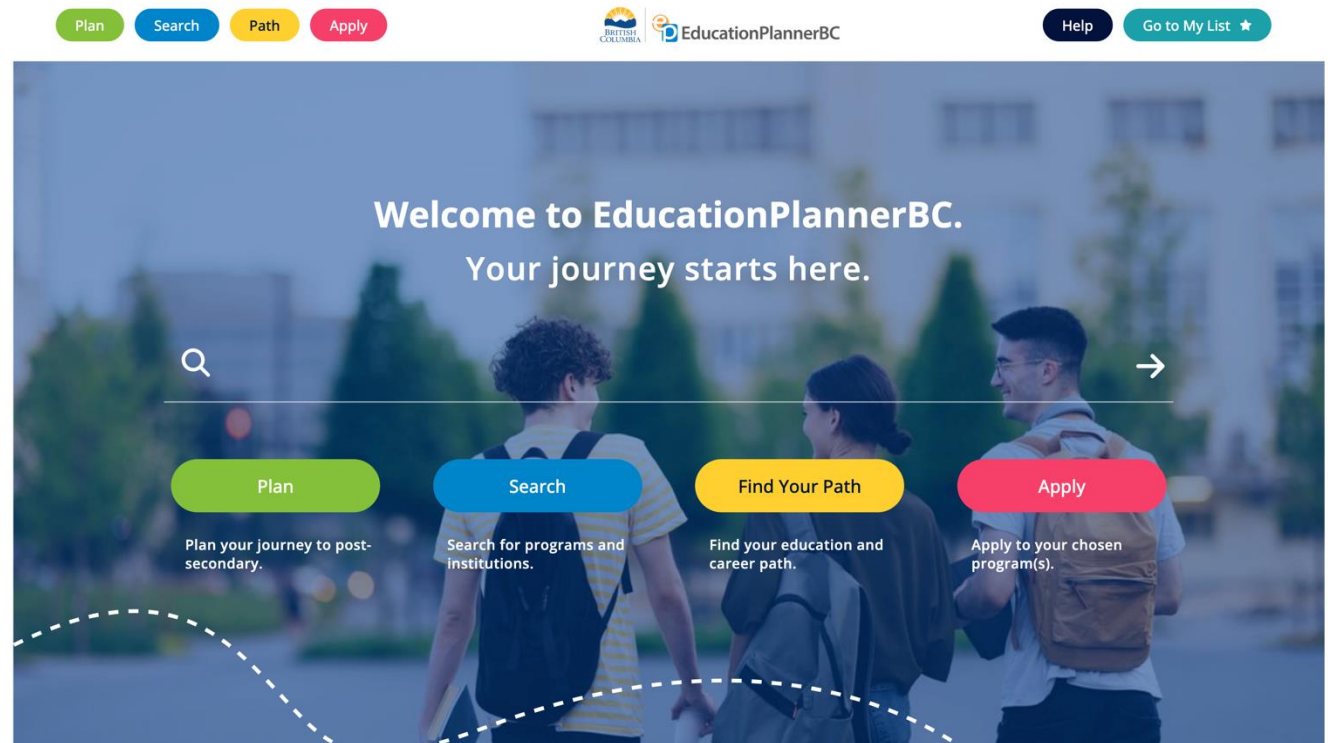 Plan
Search
Path
Apply
BRITISH
COLUMBIA
ep EducationPlannerBC
Help
Go to My List
Welcome to EducationPlannerBC.
Your journey starts here.
Plan
Search
Find Your Path
Apply
Plan your journey to post-
secondary.
Search for programs and
institutions.
Find your education and
career path.
Apply to your chosen
program(s).